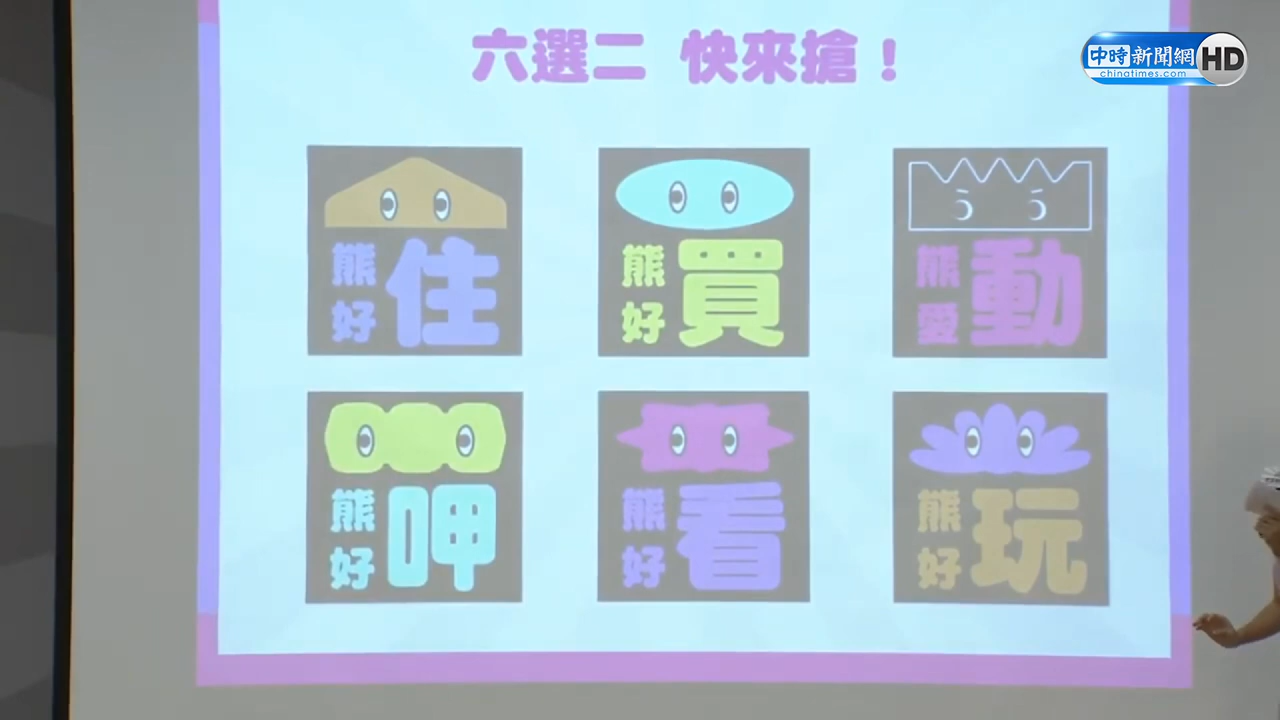 六選二 快來搶！
中時新聞網 HD
chinatimes.com
熊好住
熊好買
熊愛動
熊好呷
熊好看
熊好玩